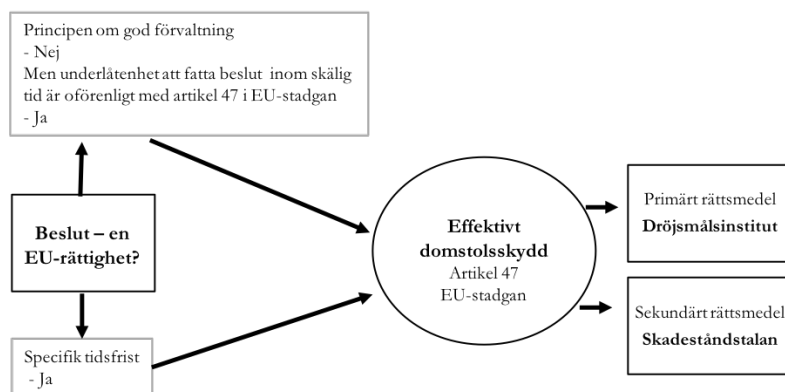 Principen om god förvaltning
- Nej
Men underlåtenhet att fatta beslut inom skälig
tid är oförenligt med artikel 47 i EU-stadgan
- Ja
Beslut – en
EU-rättighet?
Specifik tidsfrist
- Ja
Effektivt
domstolsskydd
Artikel 47
EU-stadgan
Primärt rättsmedel
Dröjsmålsinstitut
Sekundärt rättsmedel
Skadeståndstalan